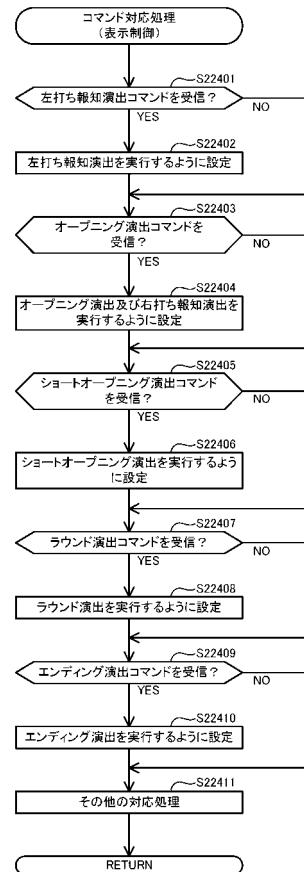 コマンド対応処理
(表示制御)
S22401
左打ち報知演出コマンドを受信?
NO
YES
S22402
左打ち報知演出を実行するように設定
S22403
オープニング演出コマンドを
受信?
NO
YES
S22404
オープニング演出及び右打ち報知演出を
実行するように設定
S22405
ショートオープニング演出コマンド
を受信?
NO
YES
S22406
ショートオープニング演出を実行するよう
に設定
S22407
ラウンド演出コマンドを受信?
NO
YES
S22408
ラウンド演出を実行するように設定
S22409
エンディング演出コマンドを受信?
NO
YES
S22410
エンディング演出を実行するように設定
S22411
その他の対応処理
RETURN